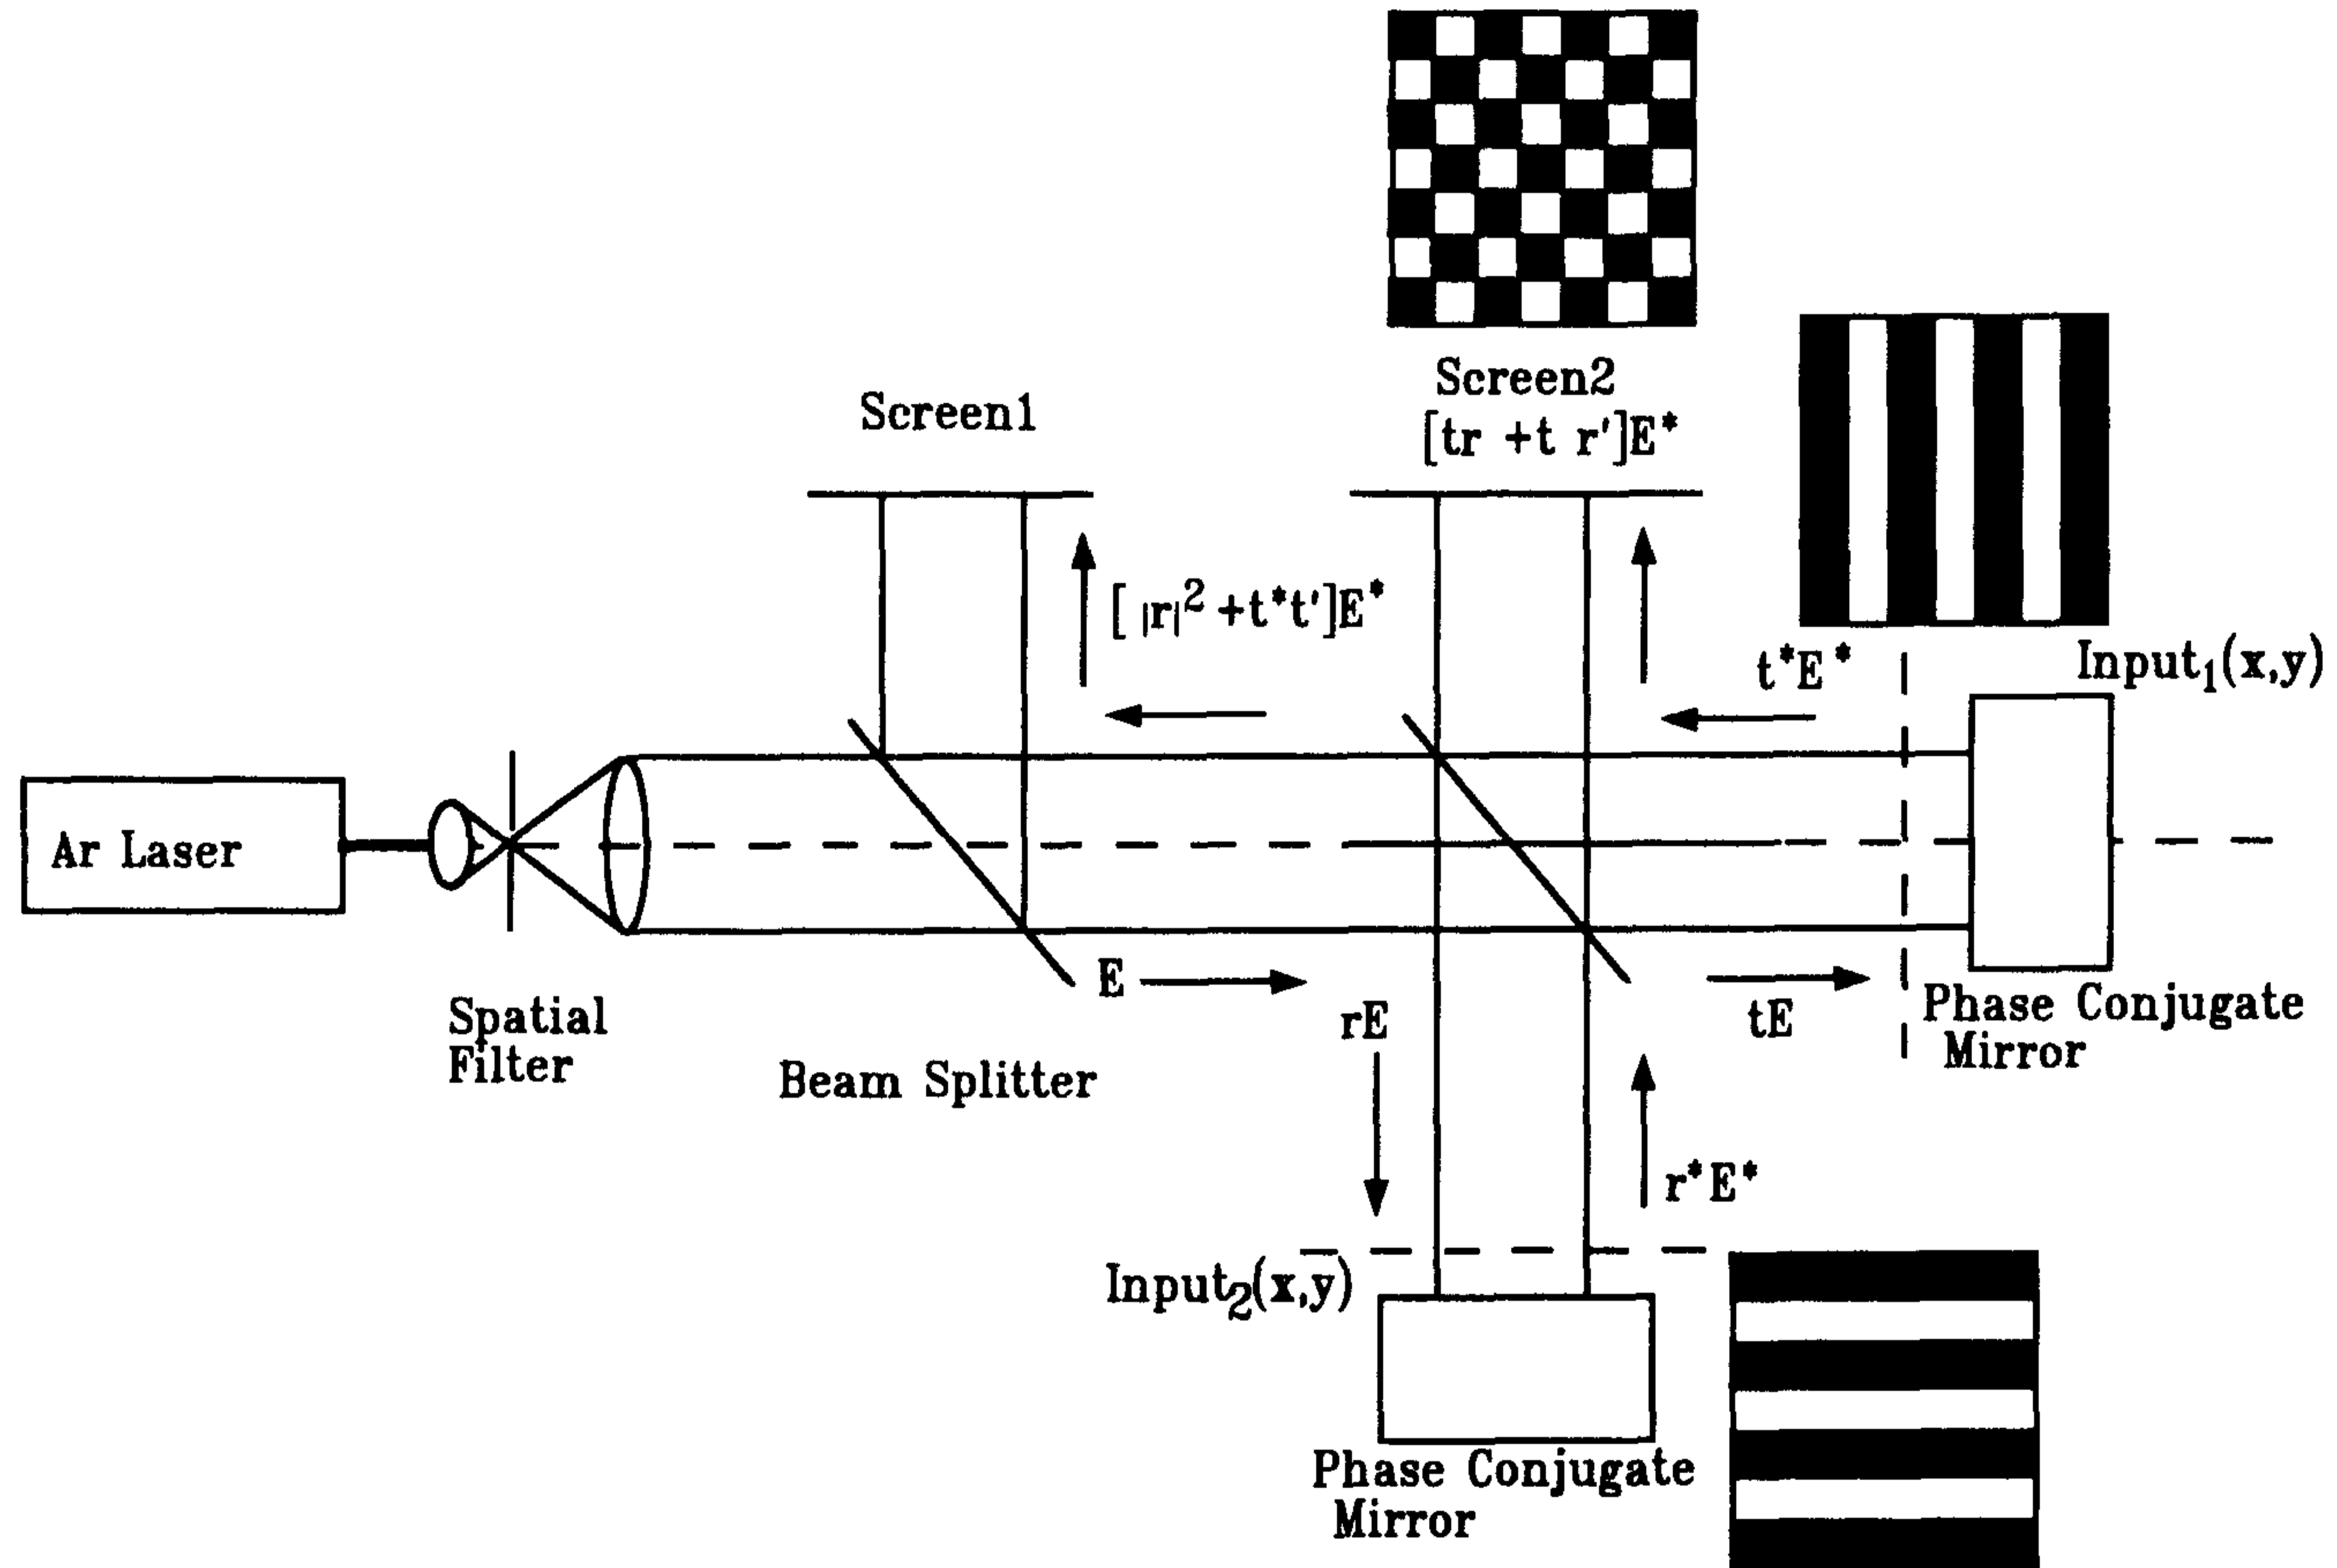 Screen2
[tr +t r']E*
Screen1
[ |r|² +t*t']E*
t*E*
Input₁(x,y)
Ar Laser
E
rE
tE
Phase Conjugate
Mirror
Spatial
Filter
Beam Splitter
r*E*
Input₂(x,y)
Phase Conjugate
Mirror